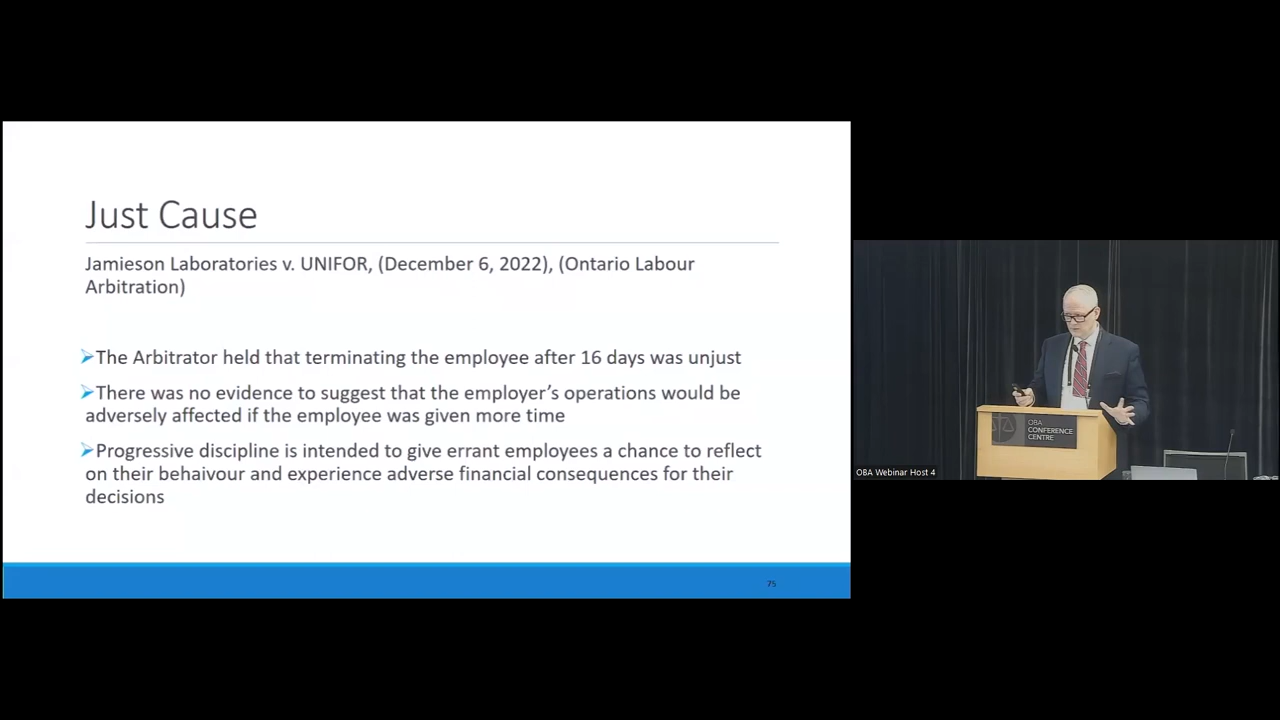 Just Cause
Jamieson Laboratories v. UNIFOR, (December 6, 2022), (Ontario Labour
Arbitration)
➢The Arbitrator held that terminating the employee after 16 days was unjust
➢There was no evidence to suggest that the employer’s operations would be
adversely affected if the employee was given more time
➢Progressive discipline is intended to give errant employees a chance to reflect
on their behaivour and experience adverse financial consequences for their
decisions
75
OBA
CONFERENCE
CENTRE
OBA Webinar Host 4